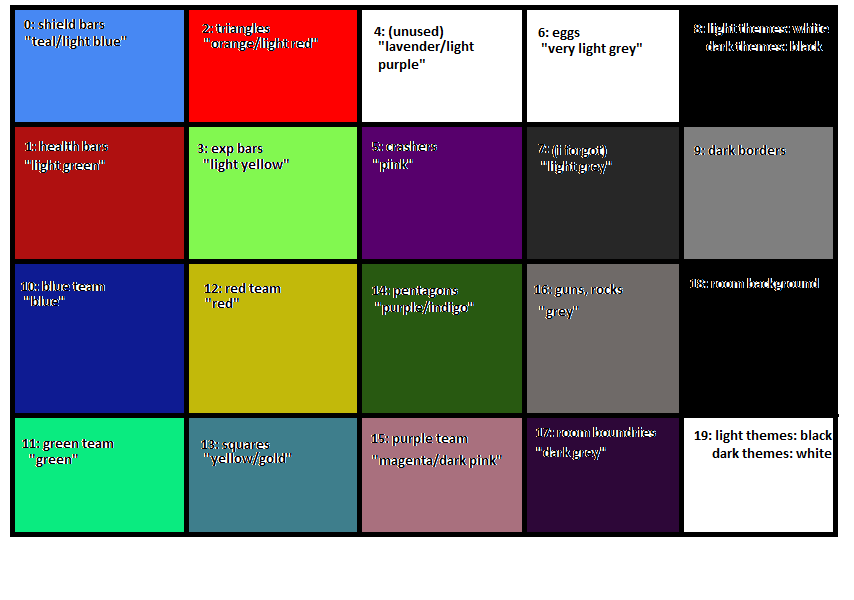 0: shield bars
"teal/light blue"
2: triangles
"orange/light red"
4: (unused)
"lavender/light
purple"
6: eggs
"very light grey"
8: light themes: white
dark themes: black
1: health bars
"light green"
3: exp bars
"light yellow"
5: crashers
"pink"
7: (i forgot)
"light grey"
9: dark borders
10: blue team
"blue"
12: red team
"red"
14: pentagons
"purple/indigo"
16: guns, rocks
"grey"
18: room background
11: green team
"green"
13: squares
"yellow/gold"
15: purple team
"magenta/dark pink"
17: room boundries
"dark grey"
19: light themes: black
dark themes: white